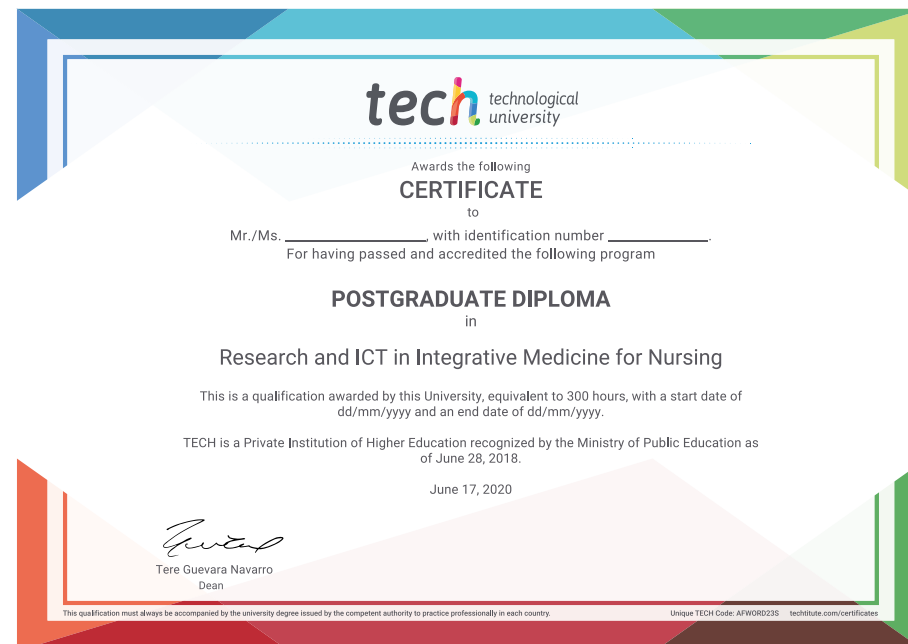 tech technological
university
Awards the following
CERTIFICATE
to
Mr./Ms. ____________________, with identification number ______________.
For having passed and accredited the following program
POSTGRADUATE DIPLOMA
in
Research and ICT in Integrative Medicine for Nursing
This is a qualification awarded by this University, equivalent to 300 hours, with a start date of
dd/mm/yyyy and an end date of dd/mm/yyyy.
TECH is a Private Institution of Higher Education recognized by the Ministry of Public Education as
of June 28, 2018.
June 17, 2020
Tere Guevara Navarro
Dean
This qualification must always be accompanied by the university degree issued by the competent authority to practice professionally in each country. Unique TECH Code: AFWORD23S techtitute.com/certificates